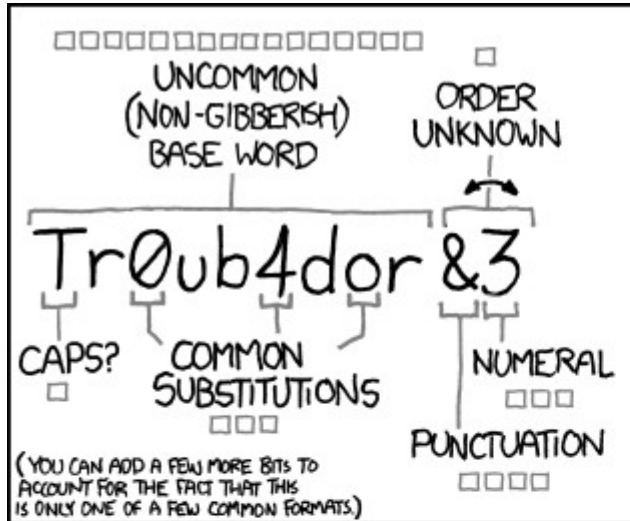 UNCOMMON
(NON-GIBBERISH)
BASE WORD
ORDER
UNKNOWN
Tr0ub4dor &3
CAPS?
COMMON
SUBSTITUTIONS
NUMERAL
PUNCTUATION
(YOU CAN ADD A FEW MORE BITS TO
ACCOUNT FOR THE FACT THAT THIS
IS ONLY ONE OF A FEW COMMON FORMATS.)